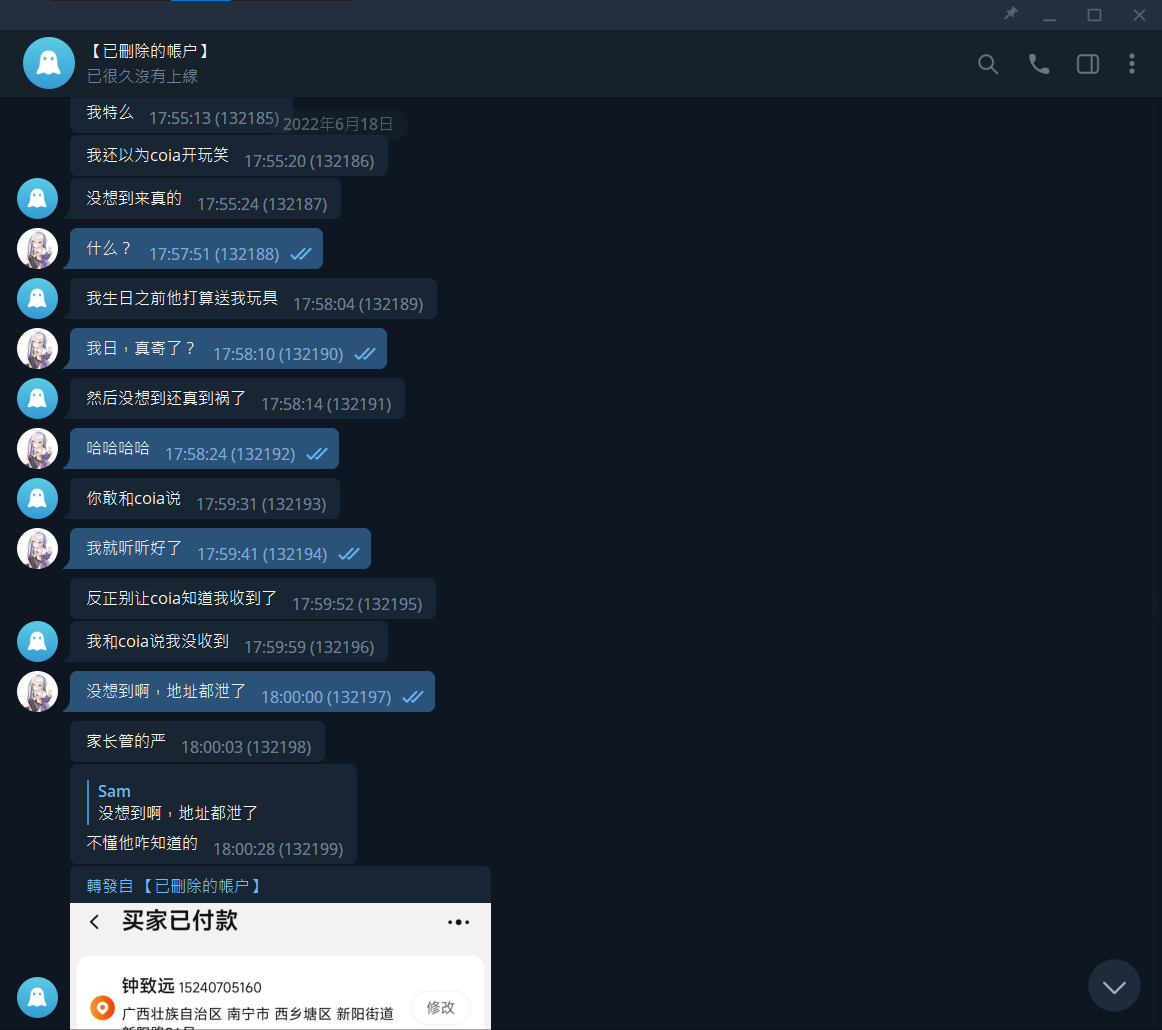 【已刪除的帳户】
已很久沒有上線
我特么 17:55:13 (132185)
2022年6月18日
我还以为coia开玩笑 17:55:20 (132186)
没想到来真的 17:55:24 (132187)
什么？ 17:57:51 (132188)
我生日之前他打算送我玩具 17:58:04 (132189)
我日，真寄了？ 17:58:10 (132190)
然后没想到还真到祸了 17:58:14 (132191)
哈哈哈哈 17:58:24 (132192)
你敢和coia说 17:59:31 (132193)
我就听听好了 17:59:41 (132194)
反正别让coia知道我收到了 17:59:52 (132195)
我和coia说我没收到 17:59:59 (132196)
没想到啊，地址都泄了 18:00:00 (132197)
家长管的严 18:00:03 (132198)
Sam
没想到啊，地址都泄了
不懂他咋知道的 18:00:28 (132199)
轉發自【已刪除的帳户】
买家已付款
钟致远 15240705160
广西壮族自治区 南宁市 西乡塘区 新阳街道
修改